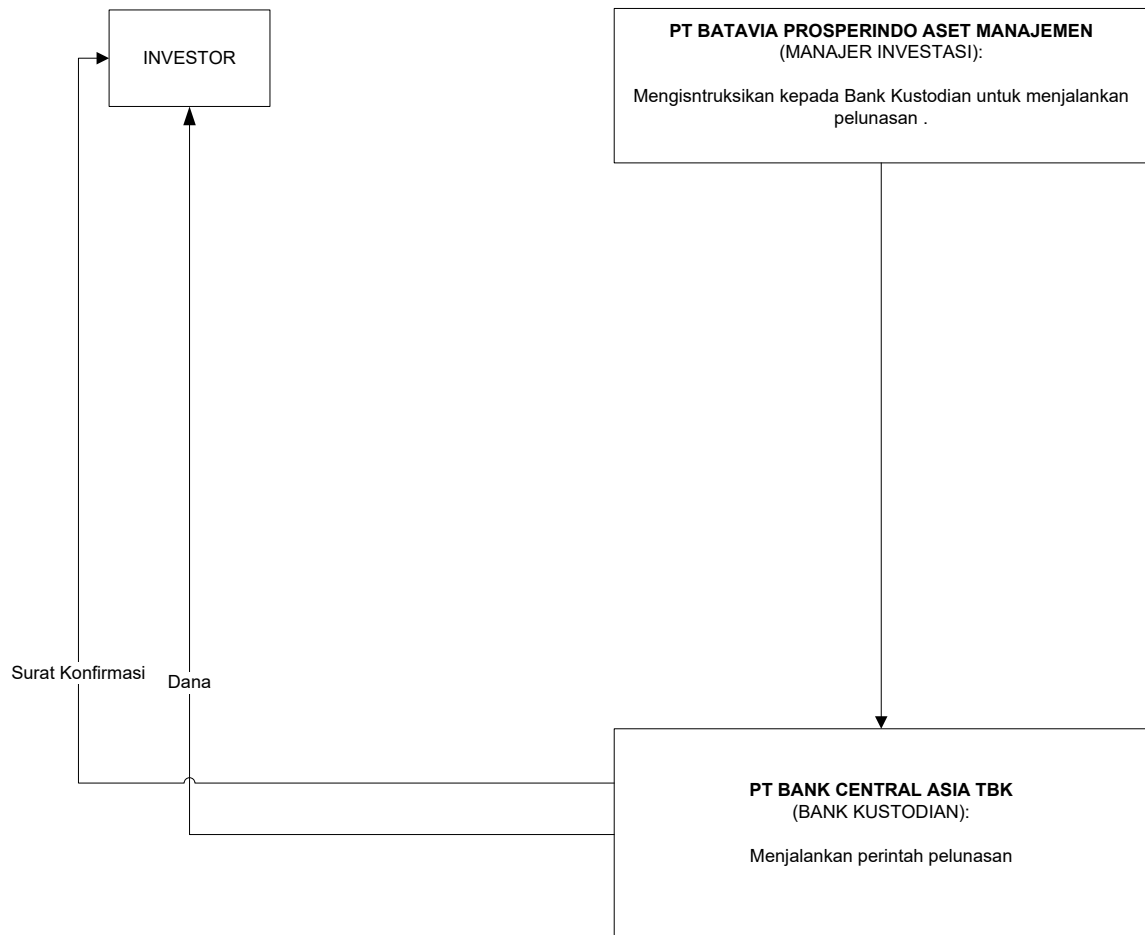 INVESTOR
PT BATAVIA PROSPERINDO ASET MANAJEMEN
(MANAJER INVESTASI):
Mengisntruksikan kepada Bank Kustodian untuk menjalankan
pelunasan .
Surat Konfirmasi
Dana
PT BANK CENTRAL ASIA TBK
(BANK KUSTODIAN):
Menjalankan perintah pelunasan